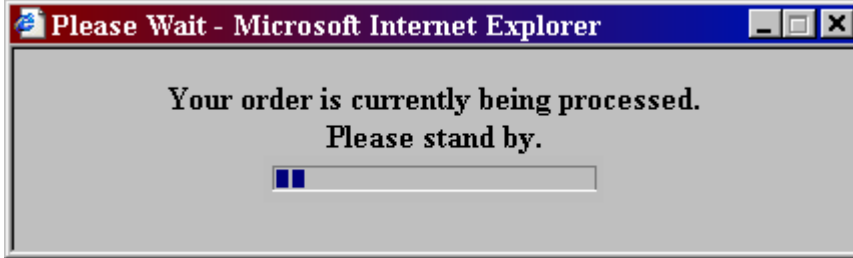 Please Wait - Microsoft Internet Explorer
Your order is currently being processed.
Please stand by.